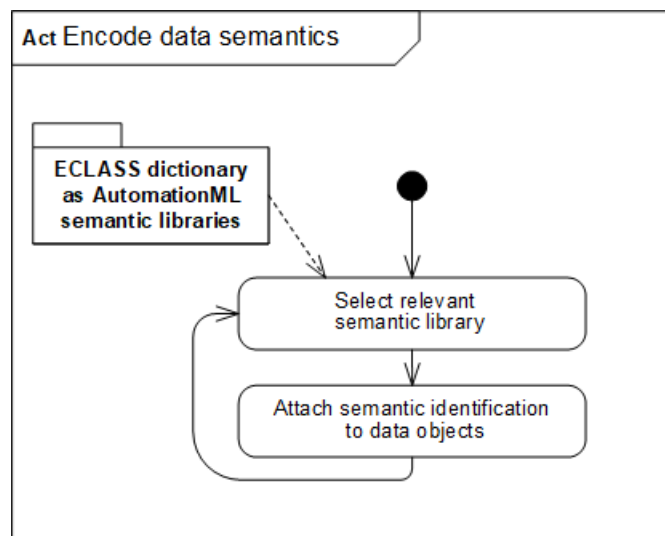 Act Encode data semantics
ECLASS dictionary
as AutomationML
semantic libraries
Select relevant
semantic library
Attach semantic identification
to data objects